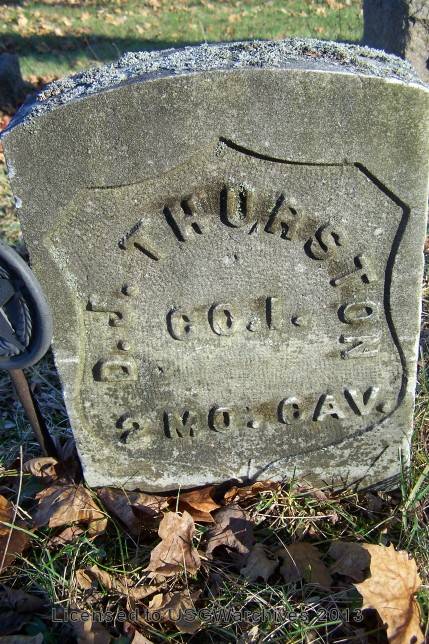 D. J. THURSTON
CO. I.
2 MO. CAV.
Licensed to USGWarchives 2013